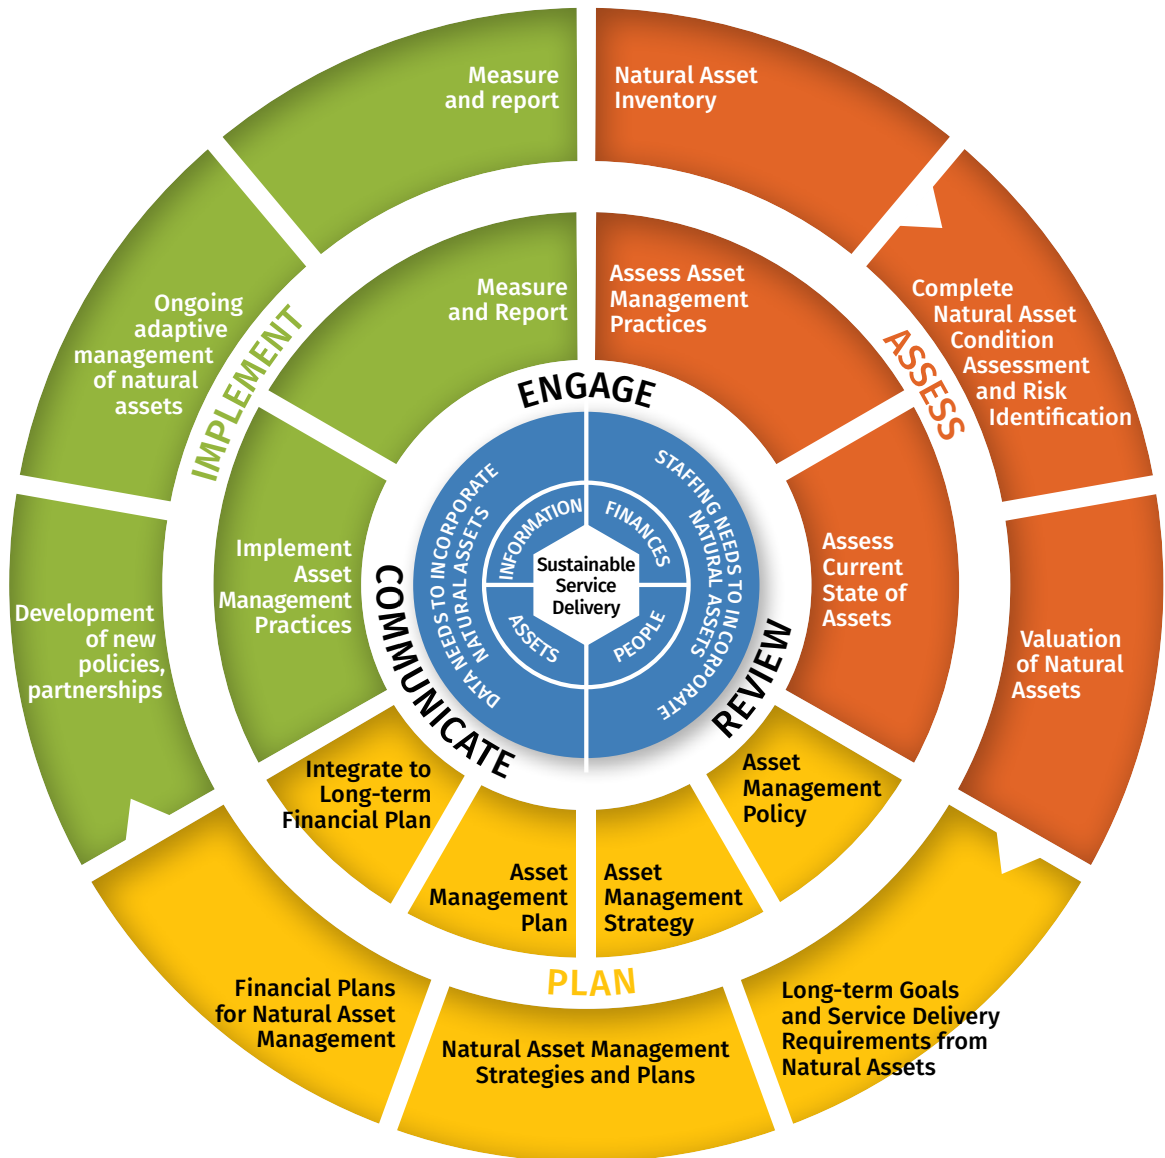 Measure
and report
Natural Asset
Inventory
Complete
Natural Asset
Condition
Assessment
and Risk
Identification
Valuation
of Natural
Assets
Long-term Goals
and Service Delivery
Requirements from
Natural Assets
Natural Asset Management
Strategies and Plans
Financial Plans
for Natural Asset
Management
Development
of new
policies,
partnerships
Ongoing
adaptive
management
of natural
assets
IMPLEMENT
ASSESS
PLAN
Measure
and Report
Assess Asset
Management
Practices
Assess
Current
State of
Assets
Asset
Management
Policy
Asset
Management
Strategy
Asset
Management
Plan
Integrate to
Long-term
Financial Plan
Implement
Asset
Management
Practices
ENGAGE
REVIEW
COMMUNICATE
DATA NEEDS TO INCORPORATE
NATURAL ASSETS
STAFFING NEEDS TO INCORPORATE
NATURAL ASSETS
INFORMATION
FINANCES
PEOPLE
ASSETS
Sustainable
Service
Delivery